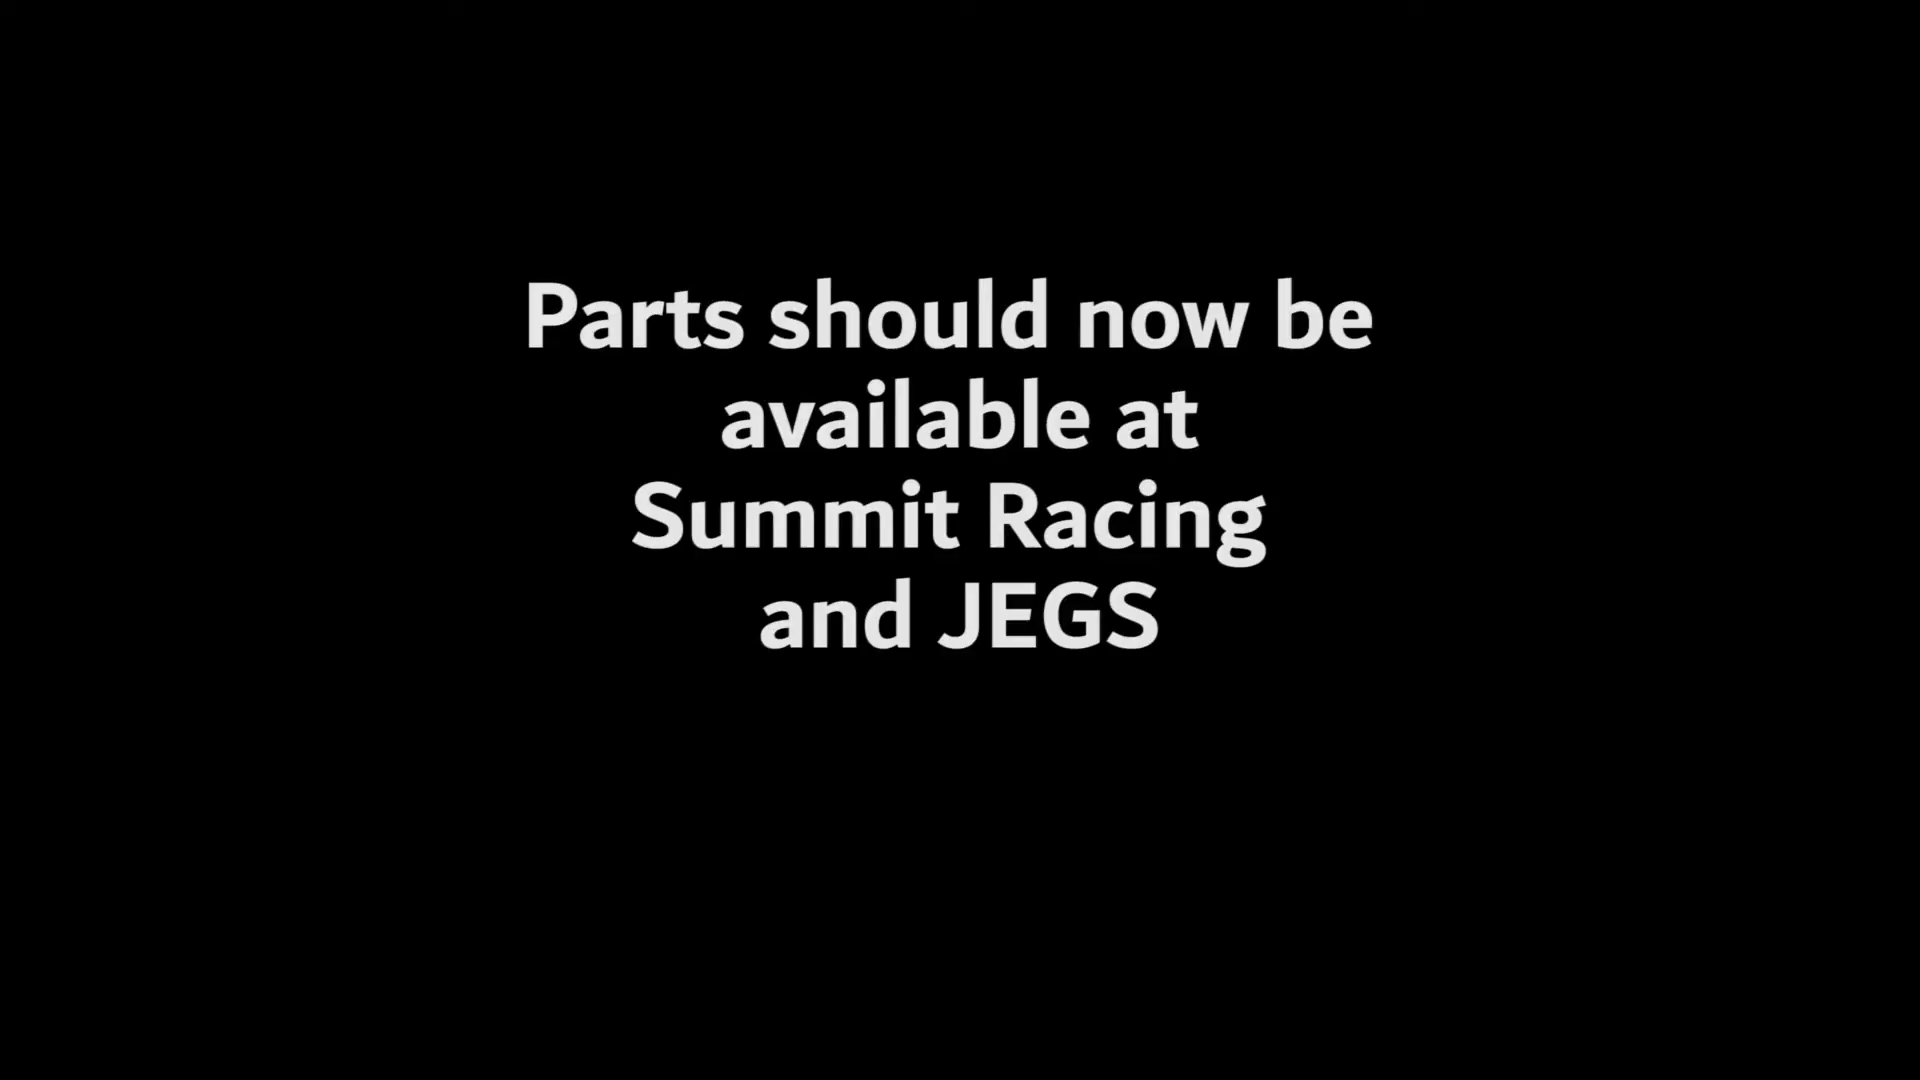 Parts should now be
available at
Summit Racing
and JEGS